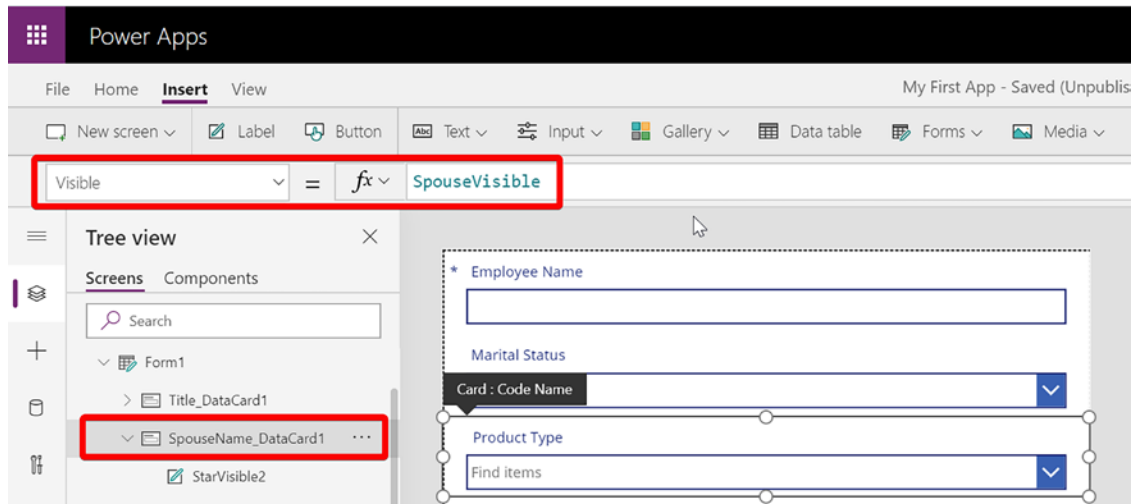 Power Apps
File Home Insert View My First App - Saved (Unpublis
New screen Label Button Abc Text Input Gallery Data table Forms Media
Visible = fx SpouseVisible
Tree view
Screens Components
Search
Form1
Title_DataCard1
SpouseName_DataCard1 ...
StarVisible2
* Employee Name
Marital Status
Card : Code Name
Product Type
Find items